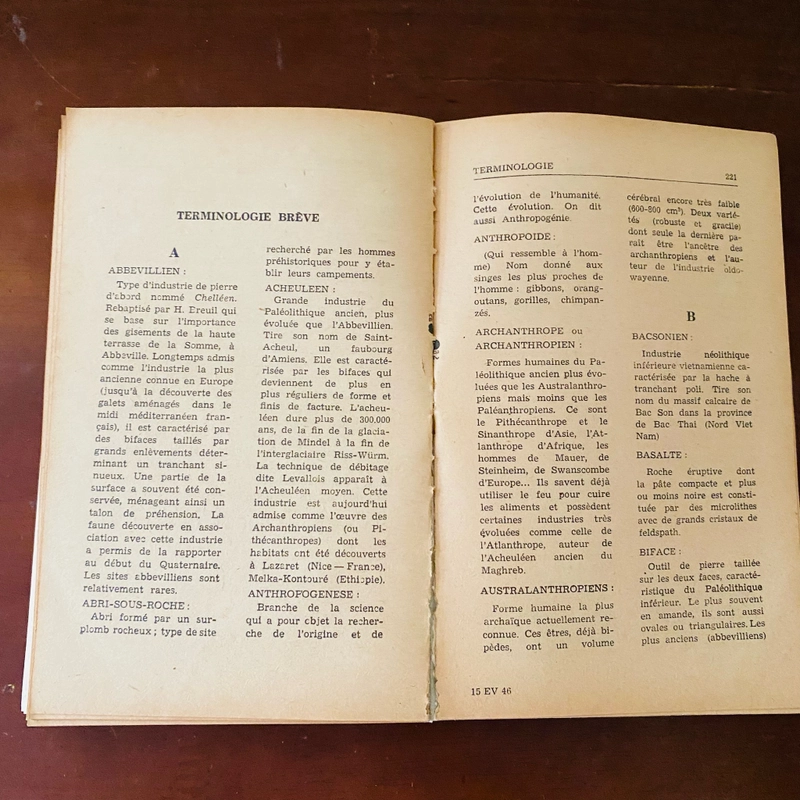 TERMINOLOGIE BRÊVE
A
ABBEVILLIEN :
Type d'industrie de pierre
d'abord nommé Chelléen.
Rebaptisé par H. Breuil qui
se base sur l'importance
des gisements de la haute
terrasse de la Somme, à
Abbeville. Longtemps admis
comme l'industrie la plus
ancienne connue en Europe
(jusqu'à la découverte des
galets aménagés dans le
midi méditerranéen fran-
çais), il est caractérisé par
des bifaces taillés par
grands enlèvements déter-
minant un tranchant si-
nueux. Une partie de la
surface a souvent été con-
servée, ménageant ainsi un
talon de préhension. La
faune découverte en asso-
ciation avec cette industrie
a permis de la rapporter
au début du Quaternaire.
Les sites abbevilliens sont
relativement rares.
ABRI-SOUS-ROCHE :
Abri formé par un sur-
plomb rocheux ; type de site
recherché par les hommes
préhistoriques pour y éta-
blir leurs campements.
ACHEULEEN :
Grande industrie du
Paléolithique ancien, plus
évoluée que l'Abbevillien.
Tire son nom de Saint-
Acheul, un faubourg
d'Amiens. Elle est caracté-
risée par les bifaces qui
deviennent de plus en
plus réguliers de forme et
finis de facture. L'acheu-
léen dure plus de 300.000
ans, de la fin de la glacia-
tion de Mindel à la fin de
l'interglaciaire Riss-Würm.
La technique de débitage
dite Levallois apparaît à
l'Acheuléen moyen. Cette
industrie est aujourd'hui
admise comme l'œuvre des
Archanthropiens (ou Pi-
thécanthropes) dont les
habitats ont été découverts
à Lazaret (Nice — France),
Melka-Kontouré (Ethiopie).
ANTHROPOGENESE :
Branche de la science
qui a pour objet la recher-
che de l'origine et de
TERMINOLOGIE 221
l'évolution de l'humanité.
Cette évolution. On dit
aussi Anthropogénie.
ANTHROPOIDE :
(Qui ressemble à l'hom-
me) Nom donné aux
singes les plus proches de
l'homme : gibbons, orang-
outans, gorilles, chimpan-
zés.
ARCHANTHROPE ou
ARCHANTHROPIEN :
Formes humaines du Pa-
léolithique ancien plus évo-
luées que les Australanthro-
piens mais moins que les
Paléanthropiens. Ce sont
le Pithécanthrope et le
Sinanthrope d'Asie, l'At-
lanthrope d'Afrique, les
hommes de Mauer, de
Steinheim, de Swanscombe
d'Europe... Ils savent déjà
utiliser le feu pour cuire
les aliments et possèdent
certaines industries très
évoluées comme celle de
l'Atlanthrope, auteur de
l'Acheuléen ancien du
Maghreb.
AUSTRALANTHROPIENS :
Forme humaine la plus
archaïque actuellement re-
connue. Ces êtres, déjà bi-
pèdes, ont un volume
cérébral encore très faible
(600-800 cm³). Deux varié-
tés (robuste et gracile)
dont seule la dernière pa-
raît être l'ancètre des
archanthropiens et l'au-
teur de l'industrie oldo-
wayenne.
B
BACSONIEN :
Industrie néolithique
inférieure vietnamienne ca-
ractérisée par la hache à
tranchant poli. Tire son
nom du massif calcaire de
Bac Son dans la province
de Bac Thai (Nord Viet
Nam)
BASALTE :
Roche éruptive dont
la pâte compacte et plus
ou moins noire est consti-
tuée par des microlithes
avec de grands cristaux de
feldspath.
BIFACE :
Outil de pierre taillée
sur les deux faces, caracté-
ristique du Paléolithique
inférieur. Le plus souvent
en amande, ils sont aussi
ovales ou triangulaires. Les
plus anciens (abbevilliens)
15 EV 46